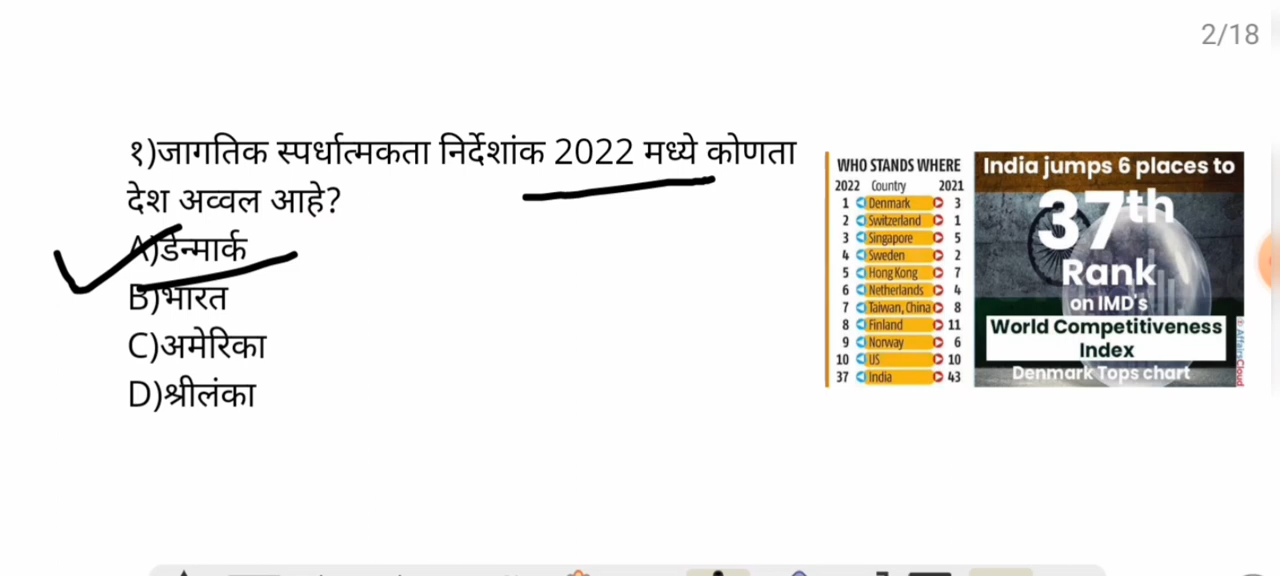 2/18
१)जागतिक स्पर्धात्मकता निर्देशांक 2022 मध्ये कोणता
देश अव्वल आहे?
A)डेन्मार्क
B)भारत
C)अमेरिका
D)श्रीलंका
WHO STANDS WHERE
2022 Country 2021
1 Denmark 3
2 Switzerland 1
3 Singapore 5
4 Sweden 2
5 Hong Kong 7
6 Netherlands 4
7 Taiwan, China 8
8 Finland 11
9 Norway 6
10 US 10
37 India 43
India jumps 6 places to
37th
Rank
on IMD's
World Competitiveness
Index
Denmark Tops chart
AffairsCloud